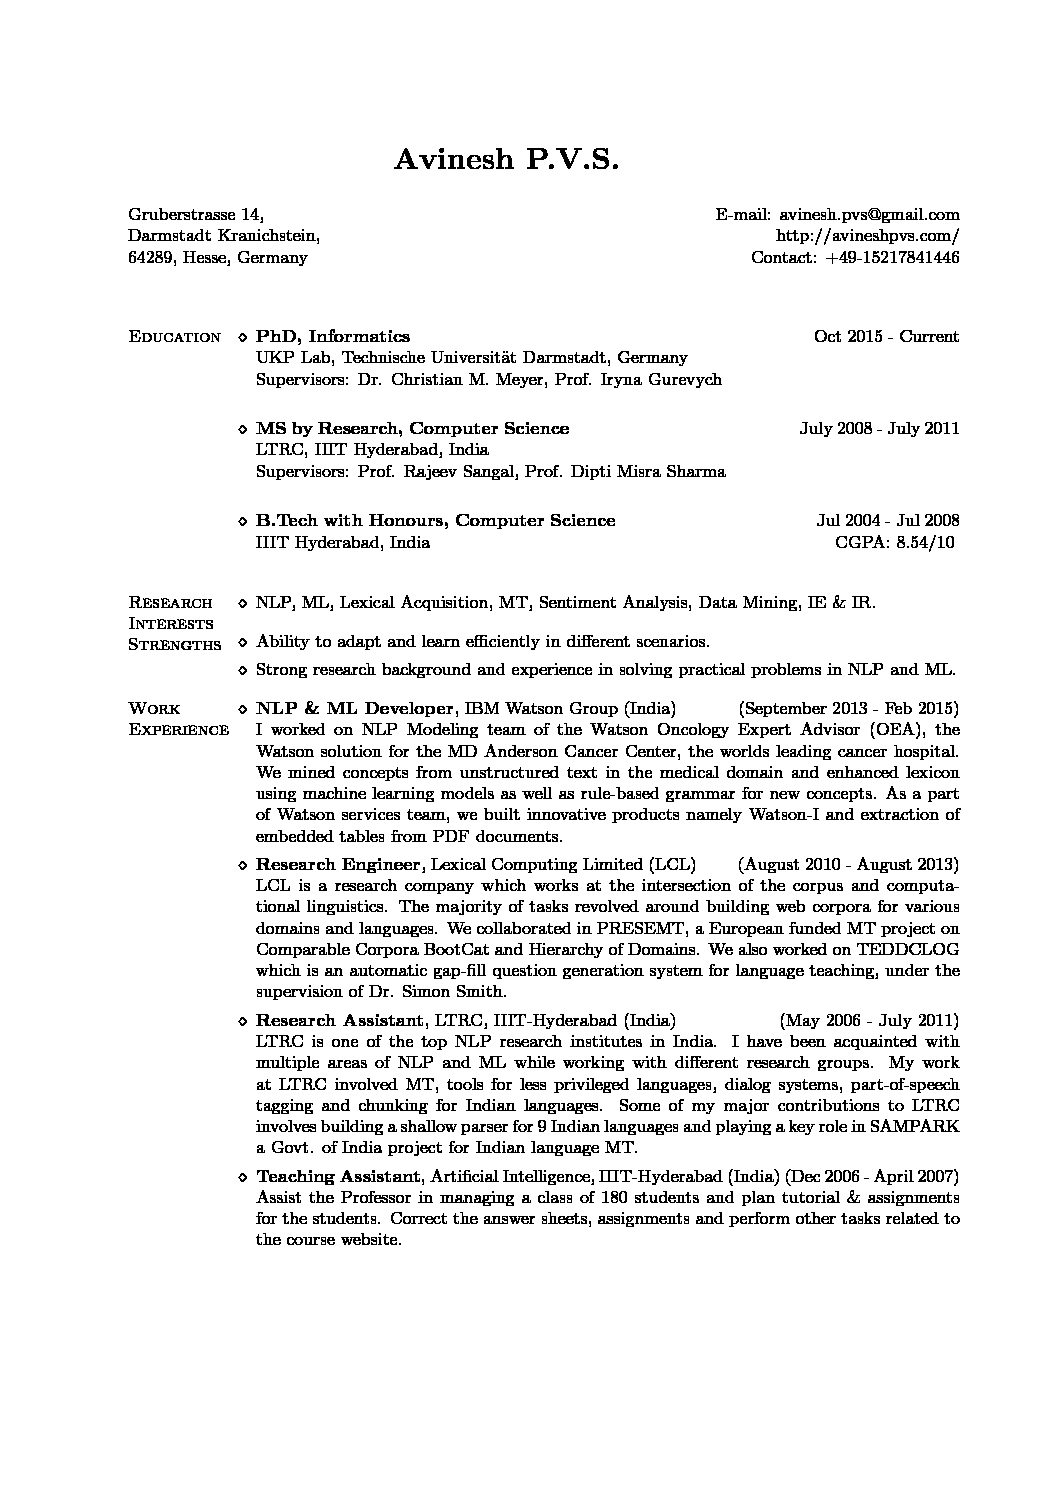 Avinesh P.V.S.
Gruberstrasse 14,
Darmstadt Kranichstein,
64289, Hesse, Germany
E-mail: avinesh.pvs@gmail.com
http://avineshpvs.com/
Contact: +49-15217841446
Education ⋄ PhD, Informatics Oct 2015 - Current
UKP Lab, Technische Universität Darmstadt, Germany
Supervisors: Dr. Christian M. Meyer, Prof. Iryna Gurevych
⋄ MS by Research, Computer Science July 2008 - July 2011
LTRC, IIIT Hyderabad, India
Supervisors: Prof. Rajeev Sangal, Prof. Dipti Misra Sharma
⋄ B.Tech with Honours, Computer Science Jul 2004 - Jul 2008
IIIT Hyderabad, India CGPA: 8.54/10
Research
Interests
⋄ NLP, ML, Lexical Acquisition, MT, Sentiment Analysis, Data Mining, IE & IR.
Strengths ⋄ Ability to adapt and learn efficiently in different scenarios.
⋄ Strong research background and experience in solving practical problems in NLP and ML.
Work
Experience
⋄ NLP & ML Developer, IBM Watson Group (India) (September 2013 - Feb 2015)
I worked on NLP Modeling team of the Watson Oncology Expert Advisor (OEA), the
Watson solution for the MD Anderson Cancer Center, the worlds leading cancer hospital.
We mined concepts from unstructured text in the medical domain and enhanced lexicon
using machine learning models as well as rule-based grammar for new concepts. As a part
of Watson services team, we built innovative products namely Watson-I and extraction of
embedded tables from PDF documents.
⋄ Research Engineer, Lexical Computing Limited (LCL) (August 2010 - August 2013)
LCL is a research company which works at the intersection of the corpus and computa-
tional linguistics. The majority of tasks revolved around building web corpora for various
domains and languages. We collaborated in PRESEMT, a European funded MT project on
Comparable Corpora BootCat and Hierarchy of Domains. We also worked on TEDDCLOG
which is an automatic gap-fill question generation system for language teaching, under the
supervision of Dr. Simon Smith.
⋄ Research Assistant, LTRC, IIIT-Hyderabad (India) (May 2006 - July 2011)
LTRC is one of the top NLP research institutes in India. I have been acquainted with
multiple areas of NLP and ML while working with different research groups. My work
at LTRC involved MT, tools for less privileged languages, dialog systems, part-of-speech
tagging and chunking for Indian languages. Some of my major contributions to LTRC
involves building a shallow parser for 9 Indian languages and playing a key role in SAMPARK
a Govt. of India project for Indian language MT.
⋄ Teaching Assistant, Artificial Intelligence, IIIT-Hyderabad (India) (Dec 2006 - April 2007)
Assist the Professor in managing a class of 180 students and plan tutorial & assignments
for the students. Correct the answer sheets, assignments and perform other tasks related to
the course website.